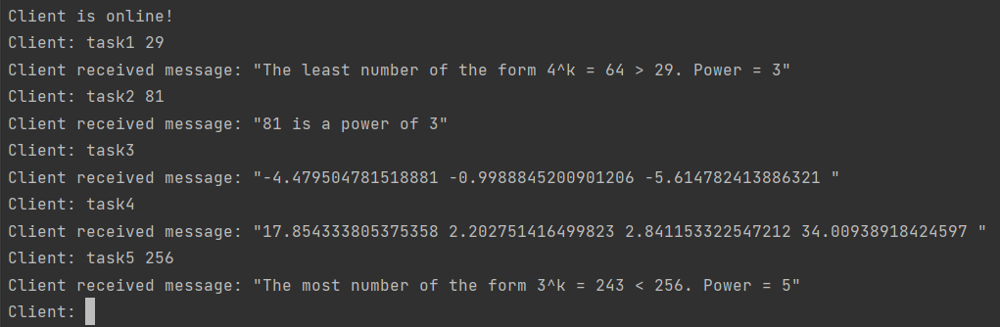 Client is online!
Client: task1 29
Client received message: "The least number of the form 4^k = 64 > 29. Power = 3"
Client: task2 81
Client received message: "81 is a power of 3"
Client: task3
Client received message: "-4.479504781518881 -0.9988845200901206 -5.614782413886321 "
Client: task4
Client received message: "17.854333805375358 2.202751416499823 2.841153322547212 34.00938918424597 "
Client: task5 256
Client received message: "The most number of the form 3^k = 243 < 256. Power = 5"
Client: